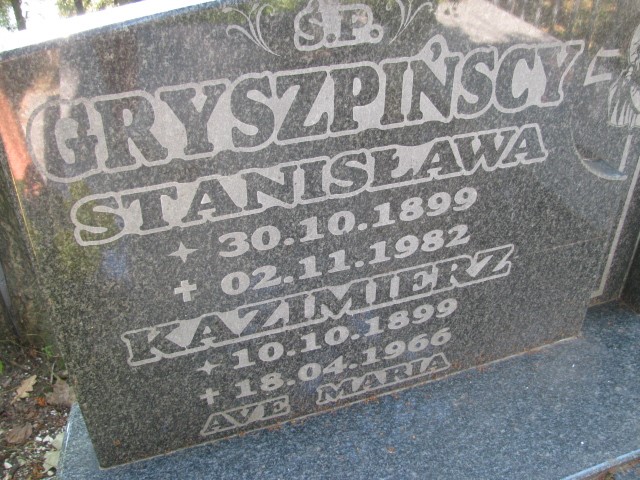 Ś.P.
GRYSZPIŃSCY
STANISŁAWA
30.10.1899
02.11.1982
KAZIMIERZ
10.10.1899
18.04.1966
AVE MARIA